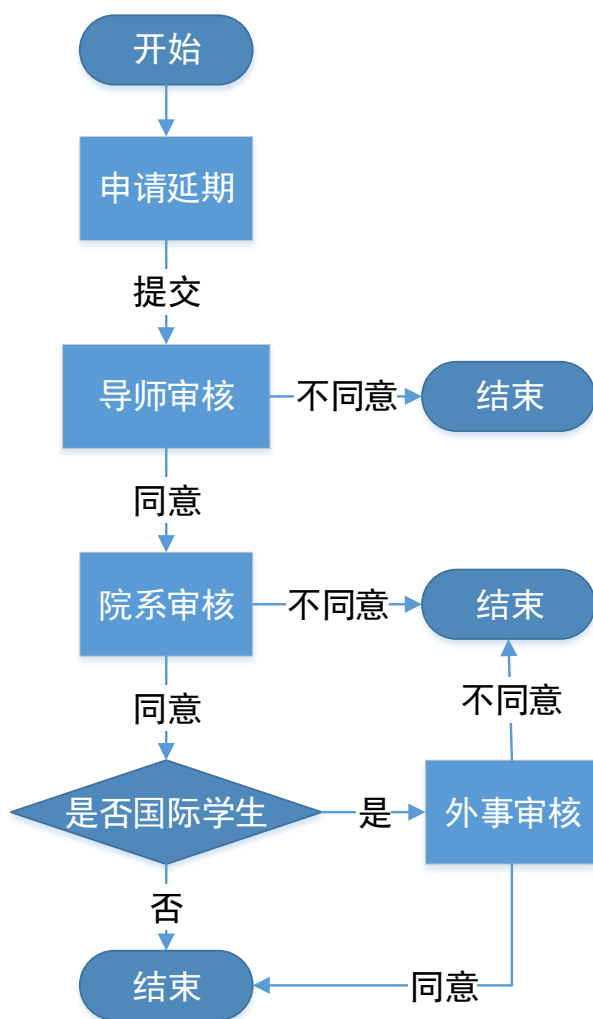 开始
申请延期
提交
导师审核
不同意
结束
同意
院系审核
不同意
结束
同意
不同意
是否国际学生
是
外事审核
否
结束
同意